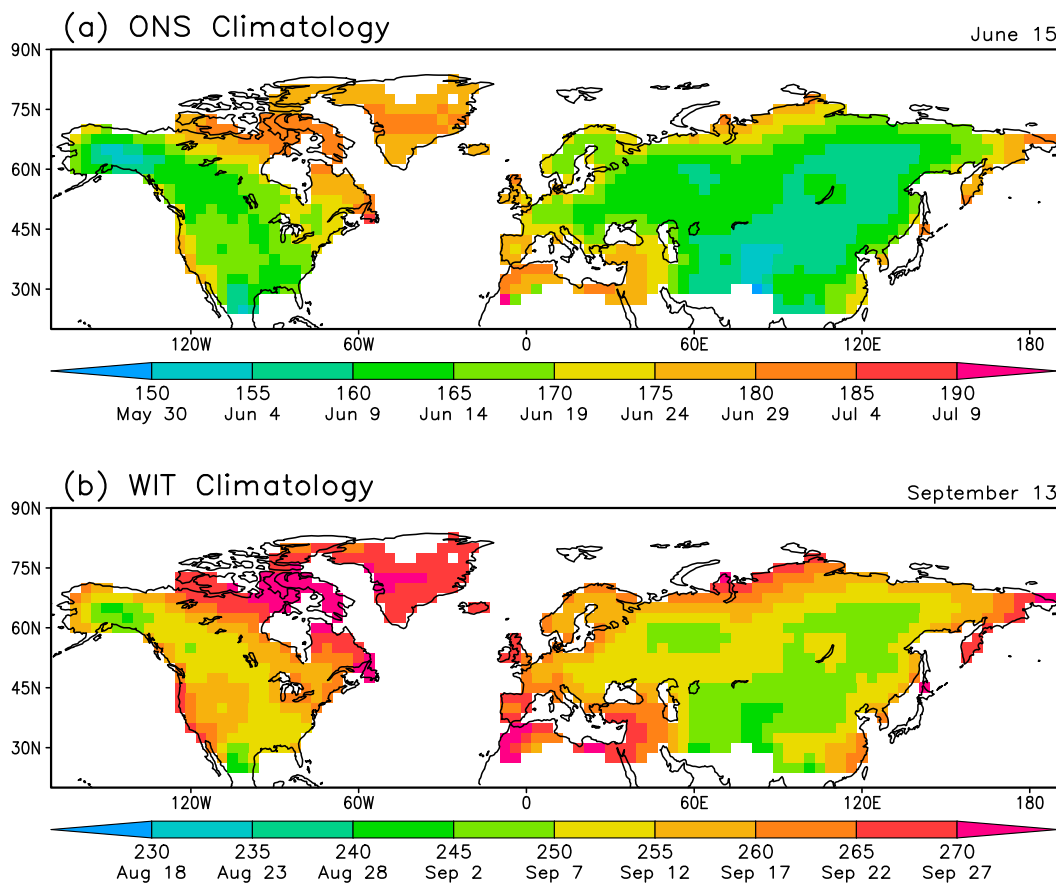 (a) ONS Climatology
June 15
90N
75N
60N
45N
30N
120W 60W 0 60E 120E 180
150 155 160 165 170 175 180 185 190
May 30 Jun 4 Jun 9 Jun 14 Jun 19 Jun 24 Jun 29 Jul 4 Jul 9
(b) WIT Climatology
September 13
90N
75N
60N
45N
30N
120W 60W 0 60E 120E 180
230 235 240 245 250 255 260 265 270
Aug 18 Aug 23 Aug 28 Sep 2 Sep 7 Sep 12 Sep 17 Sep 22 Sep 27